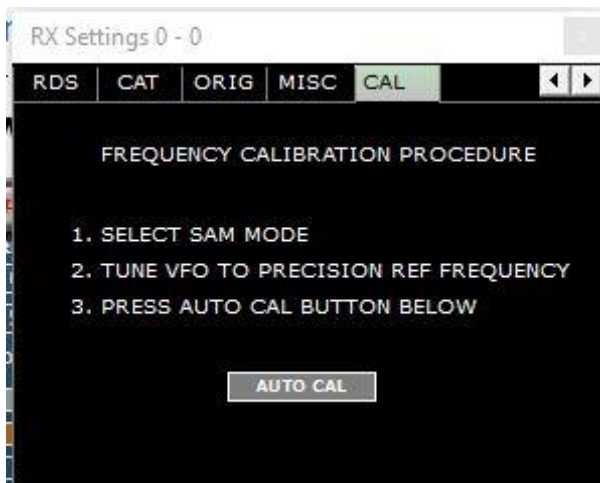 RX Settings 0 - 0
RDS CAT ORIG MISC CAL
FREQUENCY CALIBRATION PROCEDURE
1. SELECT SAM MODE
2. TUNE VFO TO PRECISION REF FREQUENCY
3. PRESS AUTO CAL BUTTON BELOW
AUTO CAL